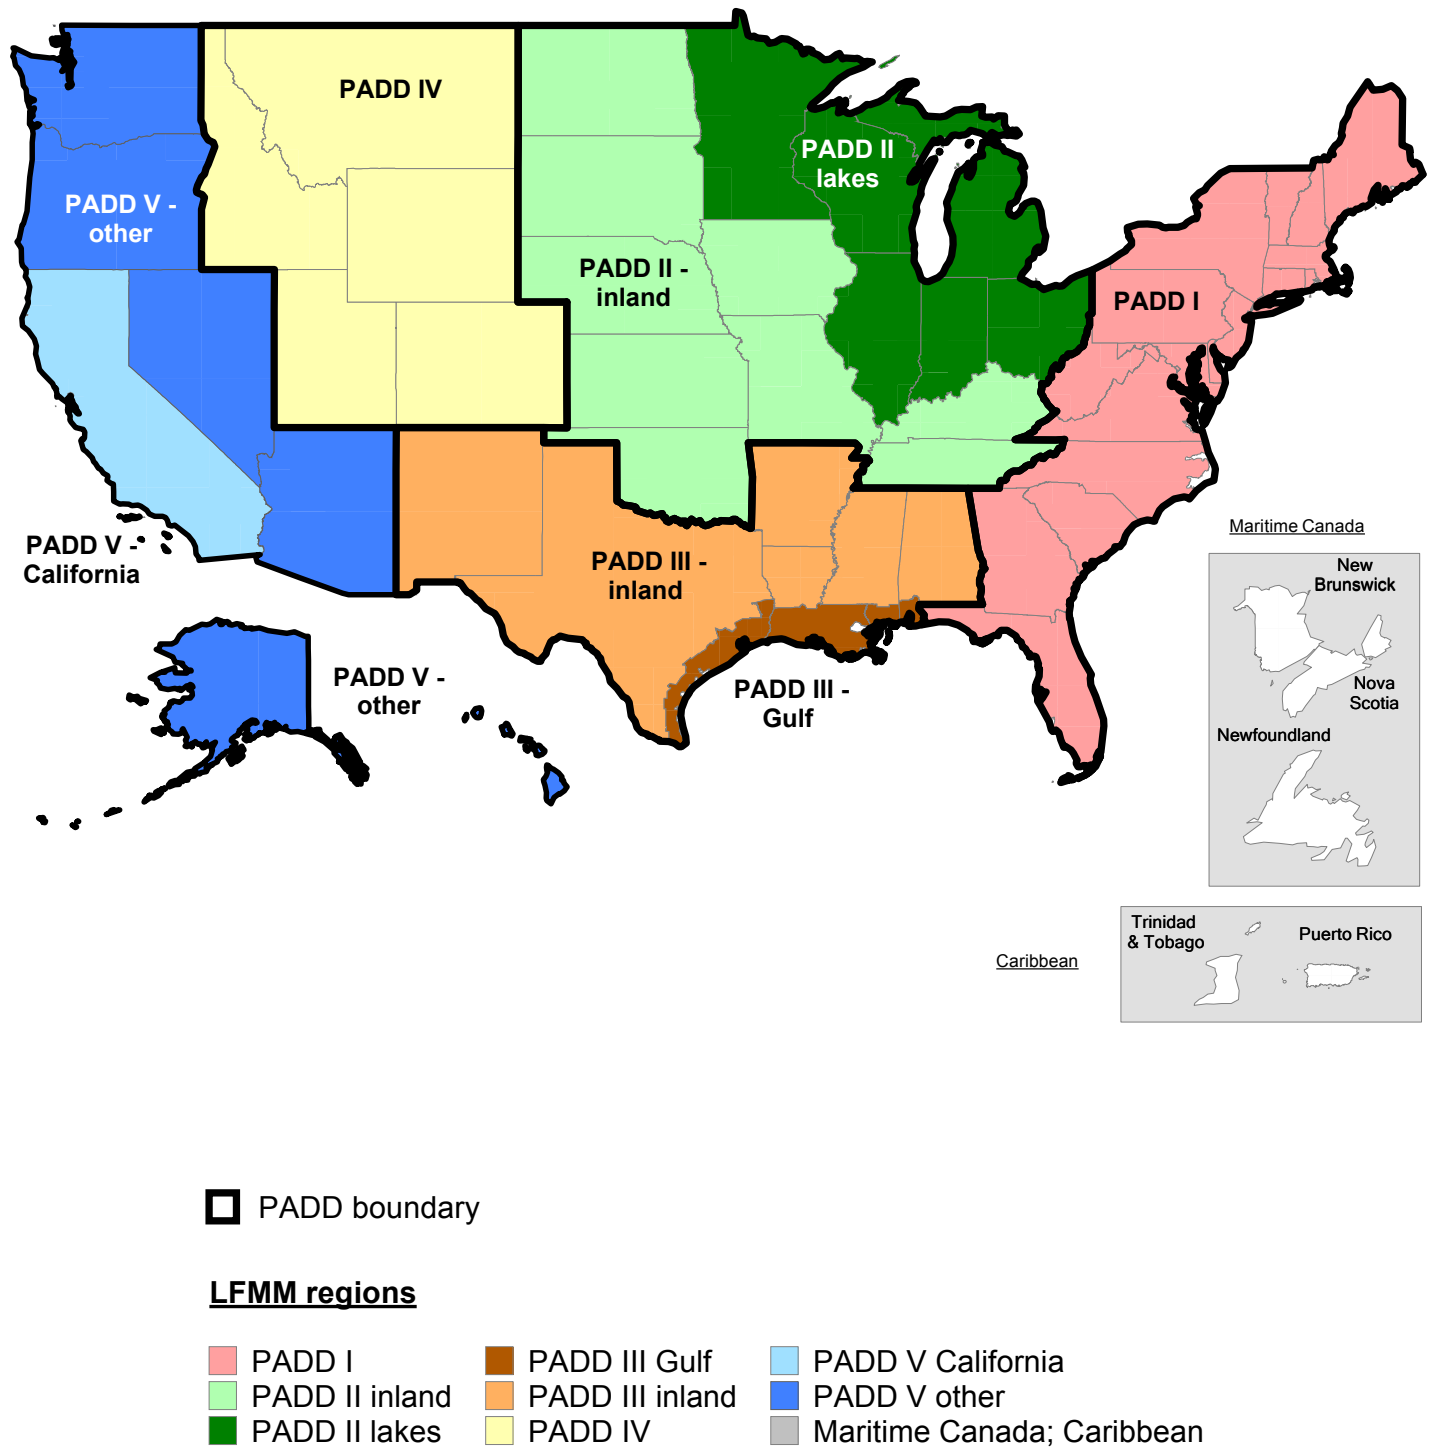 PADD IV
PADD II
lakes
PADD V -
other
PADD II -
inland
PADD I
PADD V -
California
PADD III -
inland
Maritime Canada
New
Brunswick
Nova
Scotia
Newfoundland
PADD V -
other
PADD III -
Gulf
Trinidad
& Tobago
Puerto Rico
Caribbean
PADD boundary
LFMM regions
PADD I
PADD II inland
PADD II lakes
PADD III Gulf
PADD III inland
PADD IV
PADD V California
PADD V other
Maritime Canada; Caribbean